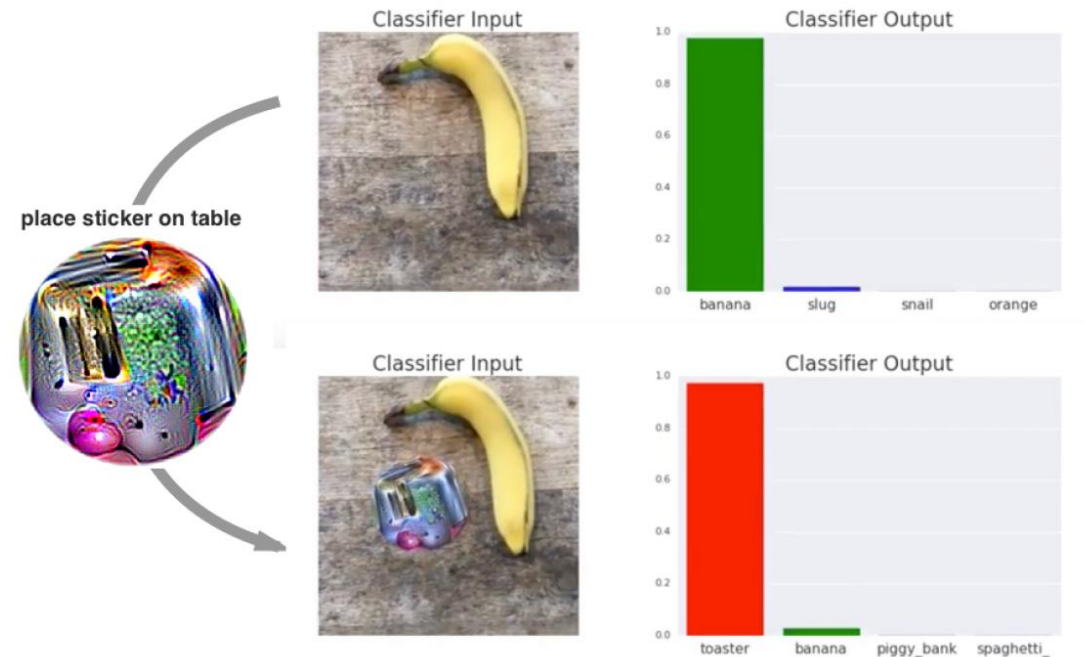 Classifier Input
Classifier Output
1.0
0.8
0.6
0.4
0.2
0.0
banana slug snail orange
place sticker on table
Classifier Input
Classifier Output
1.0
0.8
0.6
0.4
0.2
0.0
toaster banana piggy_bank spaghetti_